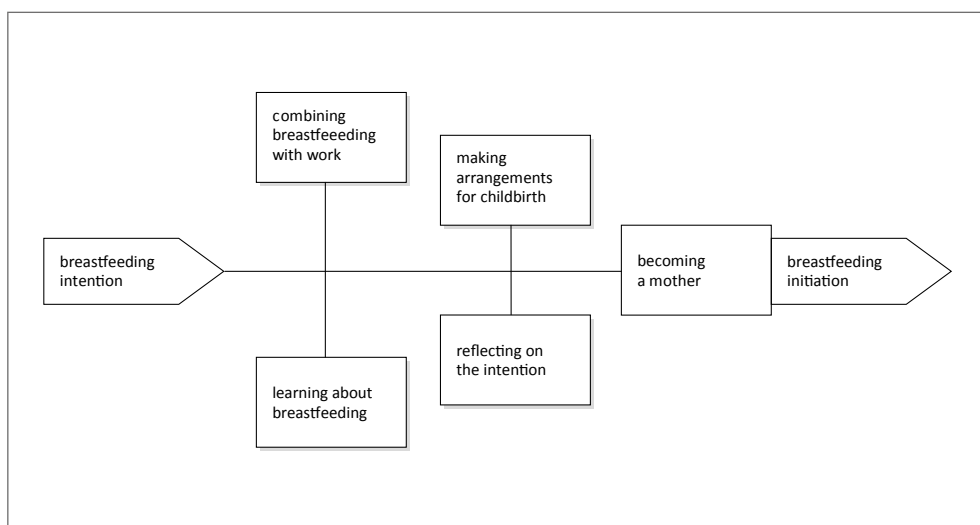 combining
breastfeeeding
with work
making
arrangements
for childbirth
breastfeeding
intention
becoming
a mother
breastfeeding
initiation
reflecting on
the intention
learning about
breastfeeding